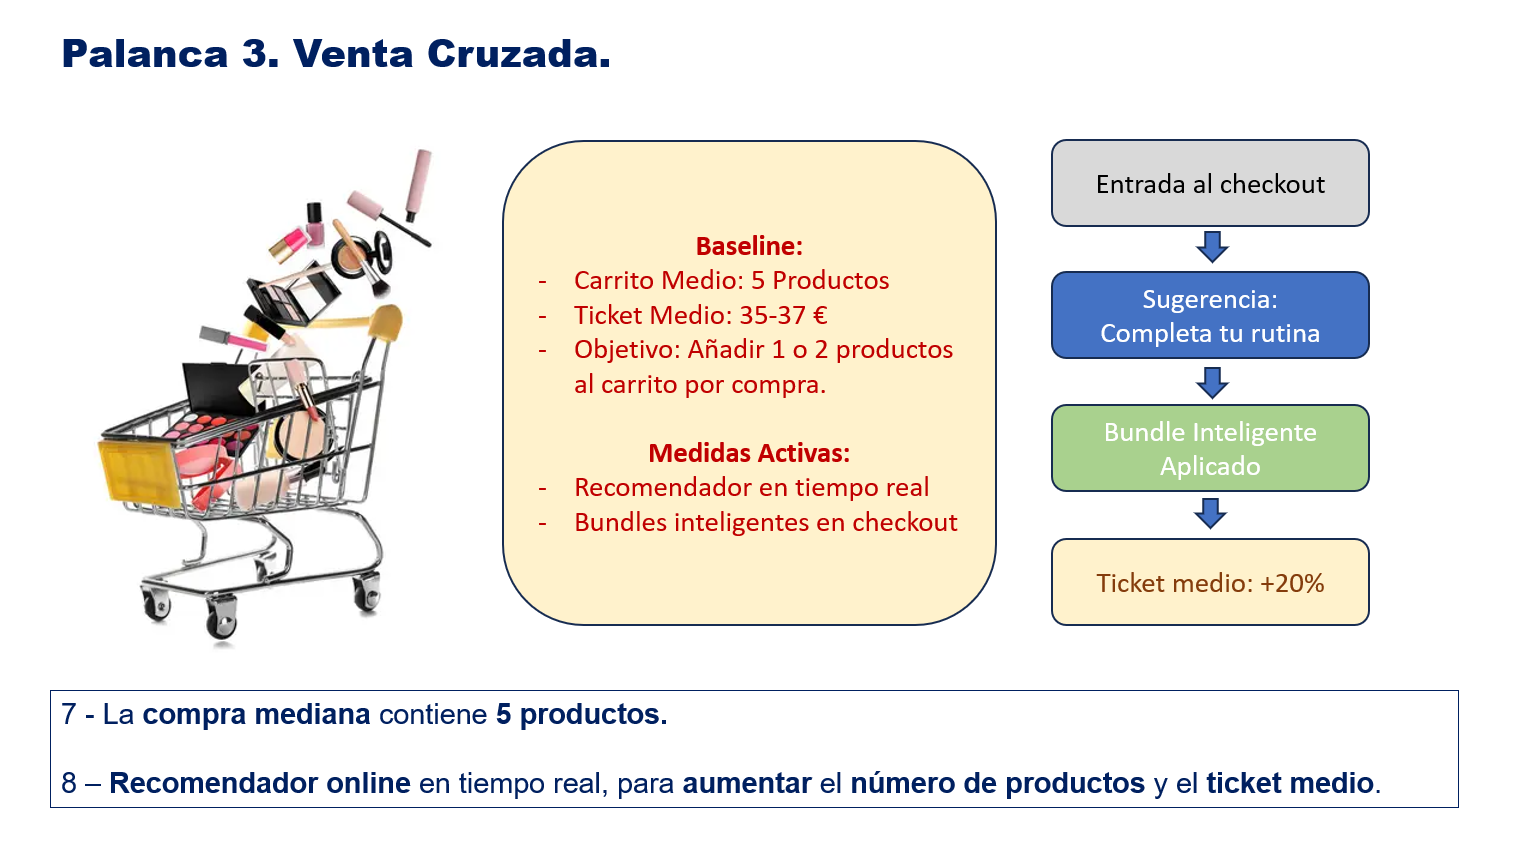 Palanca 3. Venta Cruzada.
Baseline:
- Carrito Medio: 5 Productos
- Ticket Medio: 35-37 €
- Objetivo: Añadir 1 o 2 productos
al carrito por compra.
Medidas Activas:
- Recomendador en tiempo real
- Bundles inteligentes en checkout
Entrada al checkout
Sugerencia:
Completa tu rutina
Bundle Inteligente
Aplicado
Ticket medio: +20%
7 - La compra mediana contiene 5 productos.
8 – Recomendador online en tiempo real, para aumentar el número de productos y el ticket medio.